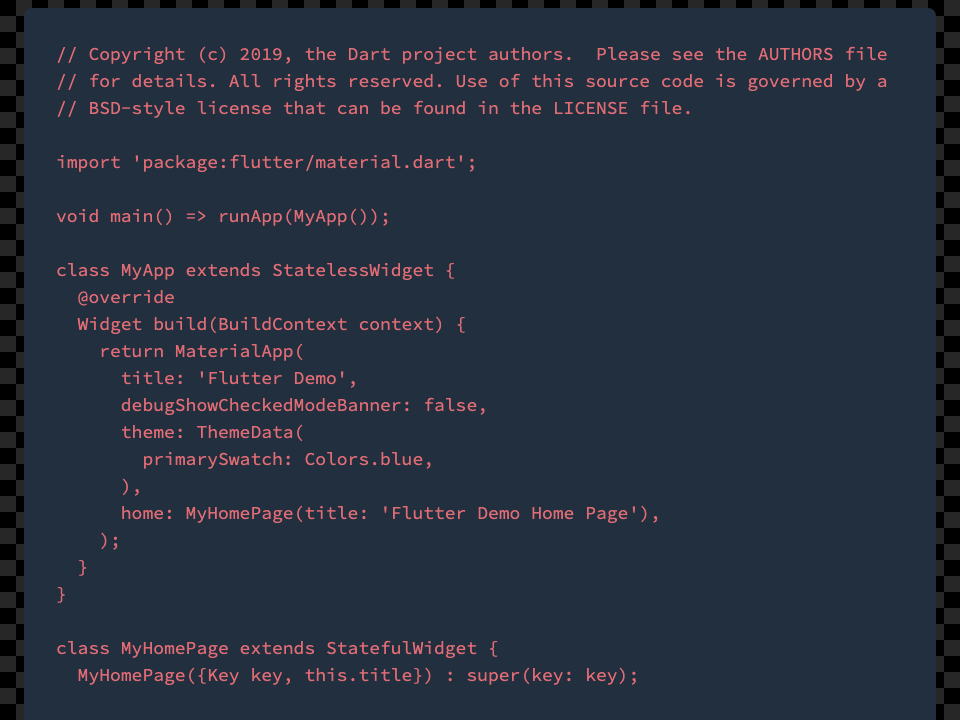 // Copyright (c) 2019, the Dart project authors.  Please see the AUTHORS file
// for details. All rights reserved. Use of this source code is governed by a
// BSD-style license that can be found in the LICENSE file.

import 'package:flutter/material.dart';

void main() => runApp(MyApp());

class MyApp extends StatelessWidget {
  @override
  Widget build(BuildContext context) {
    return MaterialApp(
      title: 'Flutter Demo',
      debugShowCheckedModeBanner: false,
      theme: ThemeData(
        primarySwatch: Colors.blue,
      ),
      home: MyHomePage(title: 'Flutter Demo Home Page'),
    );
  }
}

class MyHomePage extends StatefulWidget {
  MyHomePage({Key key, this.title}) : super(key: key);